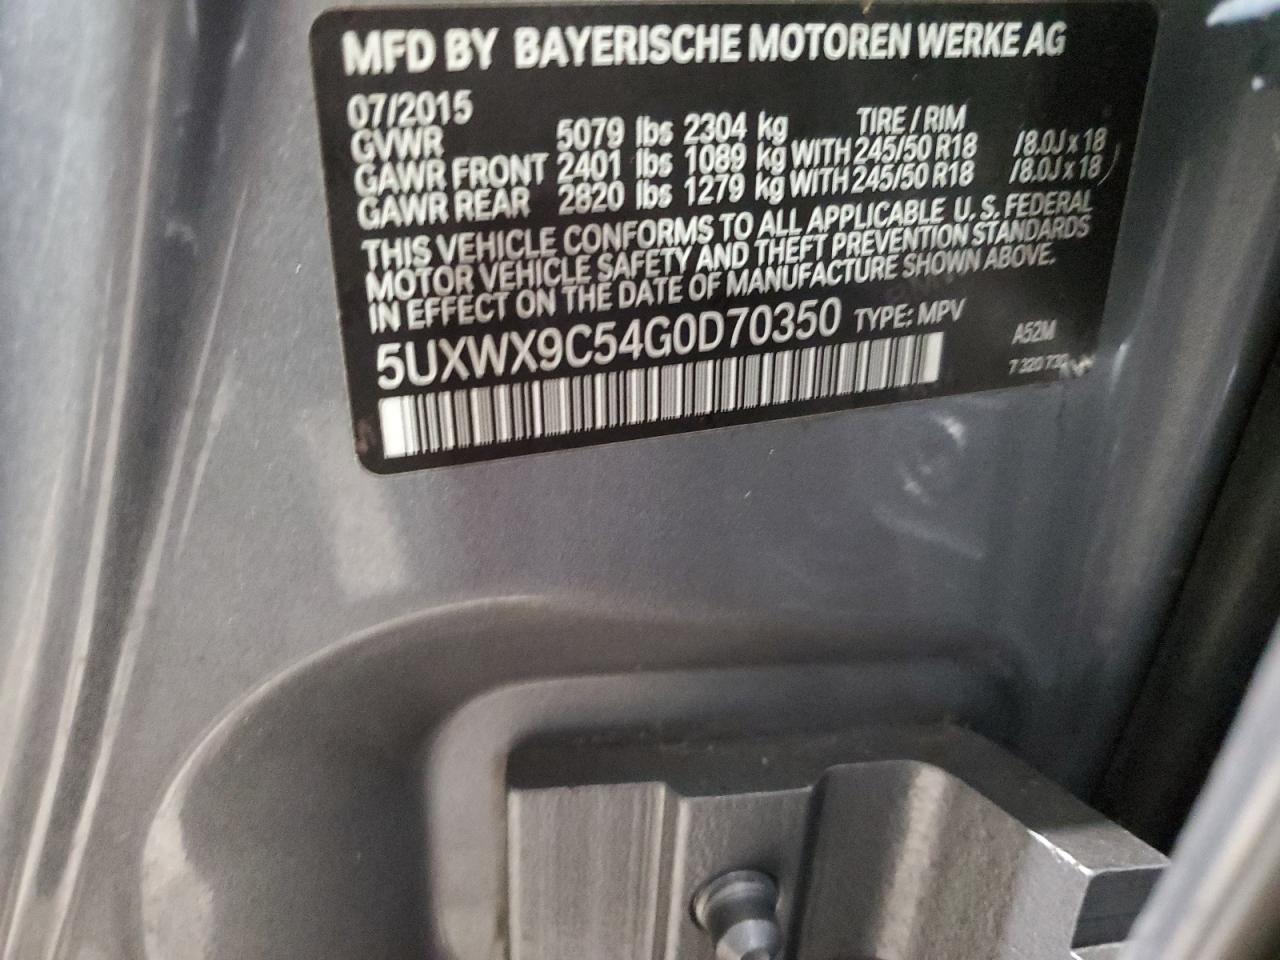 MFD BY BAYERISCHE MOTOREN WERKE AG
07/2015 TIRE / RIM
GVWR 5079 lbs 2304 kg
GAWR FRONT 2401 lbs 1089 kg WITH 245/50 R18 /8.0J x 18
GAWR REAR 2820 lbs 1279 kg WITH 245/50 R18 /8.0J x 18
THIS VEHICLE CONFORMS TO ALL APPLICABLE U.S. FEDERAL
MOTOR VEHICLE SAFETY AND THEFT PREVENTION STANDARDS
IN EFFECT ON THE DATE OF MANUFACTURE SHOWN ABOVE.
5UXWX9C54G0D70350 TYPE: MPV A52M
7 320